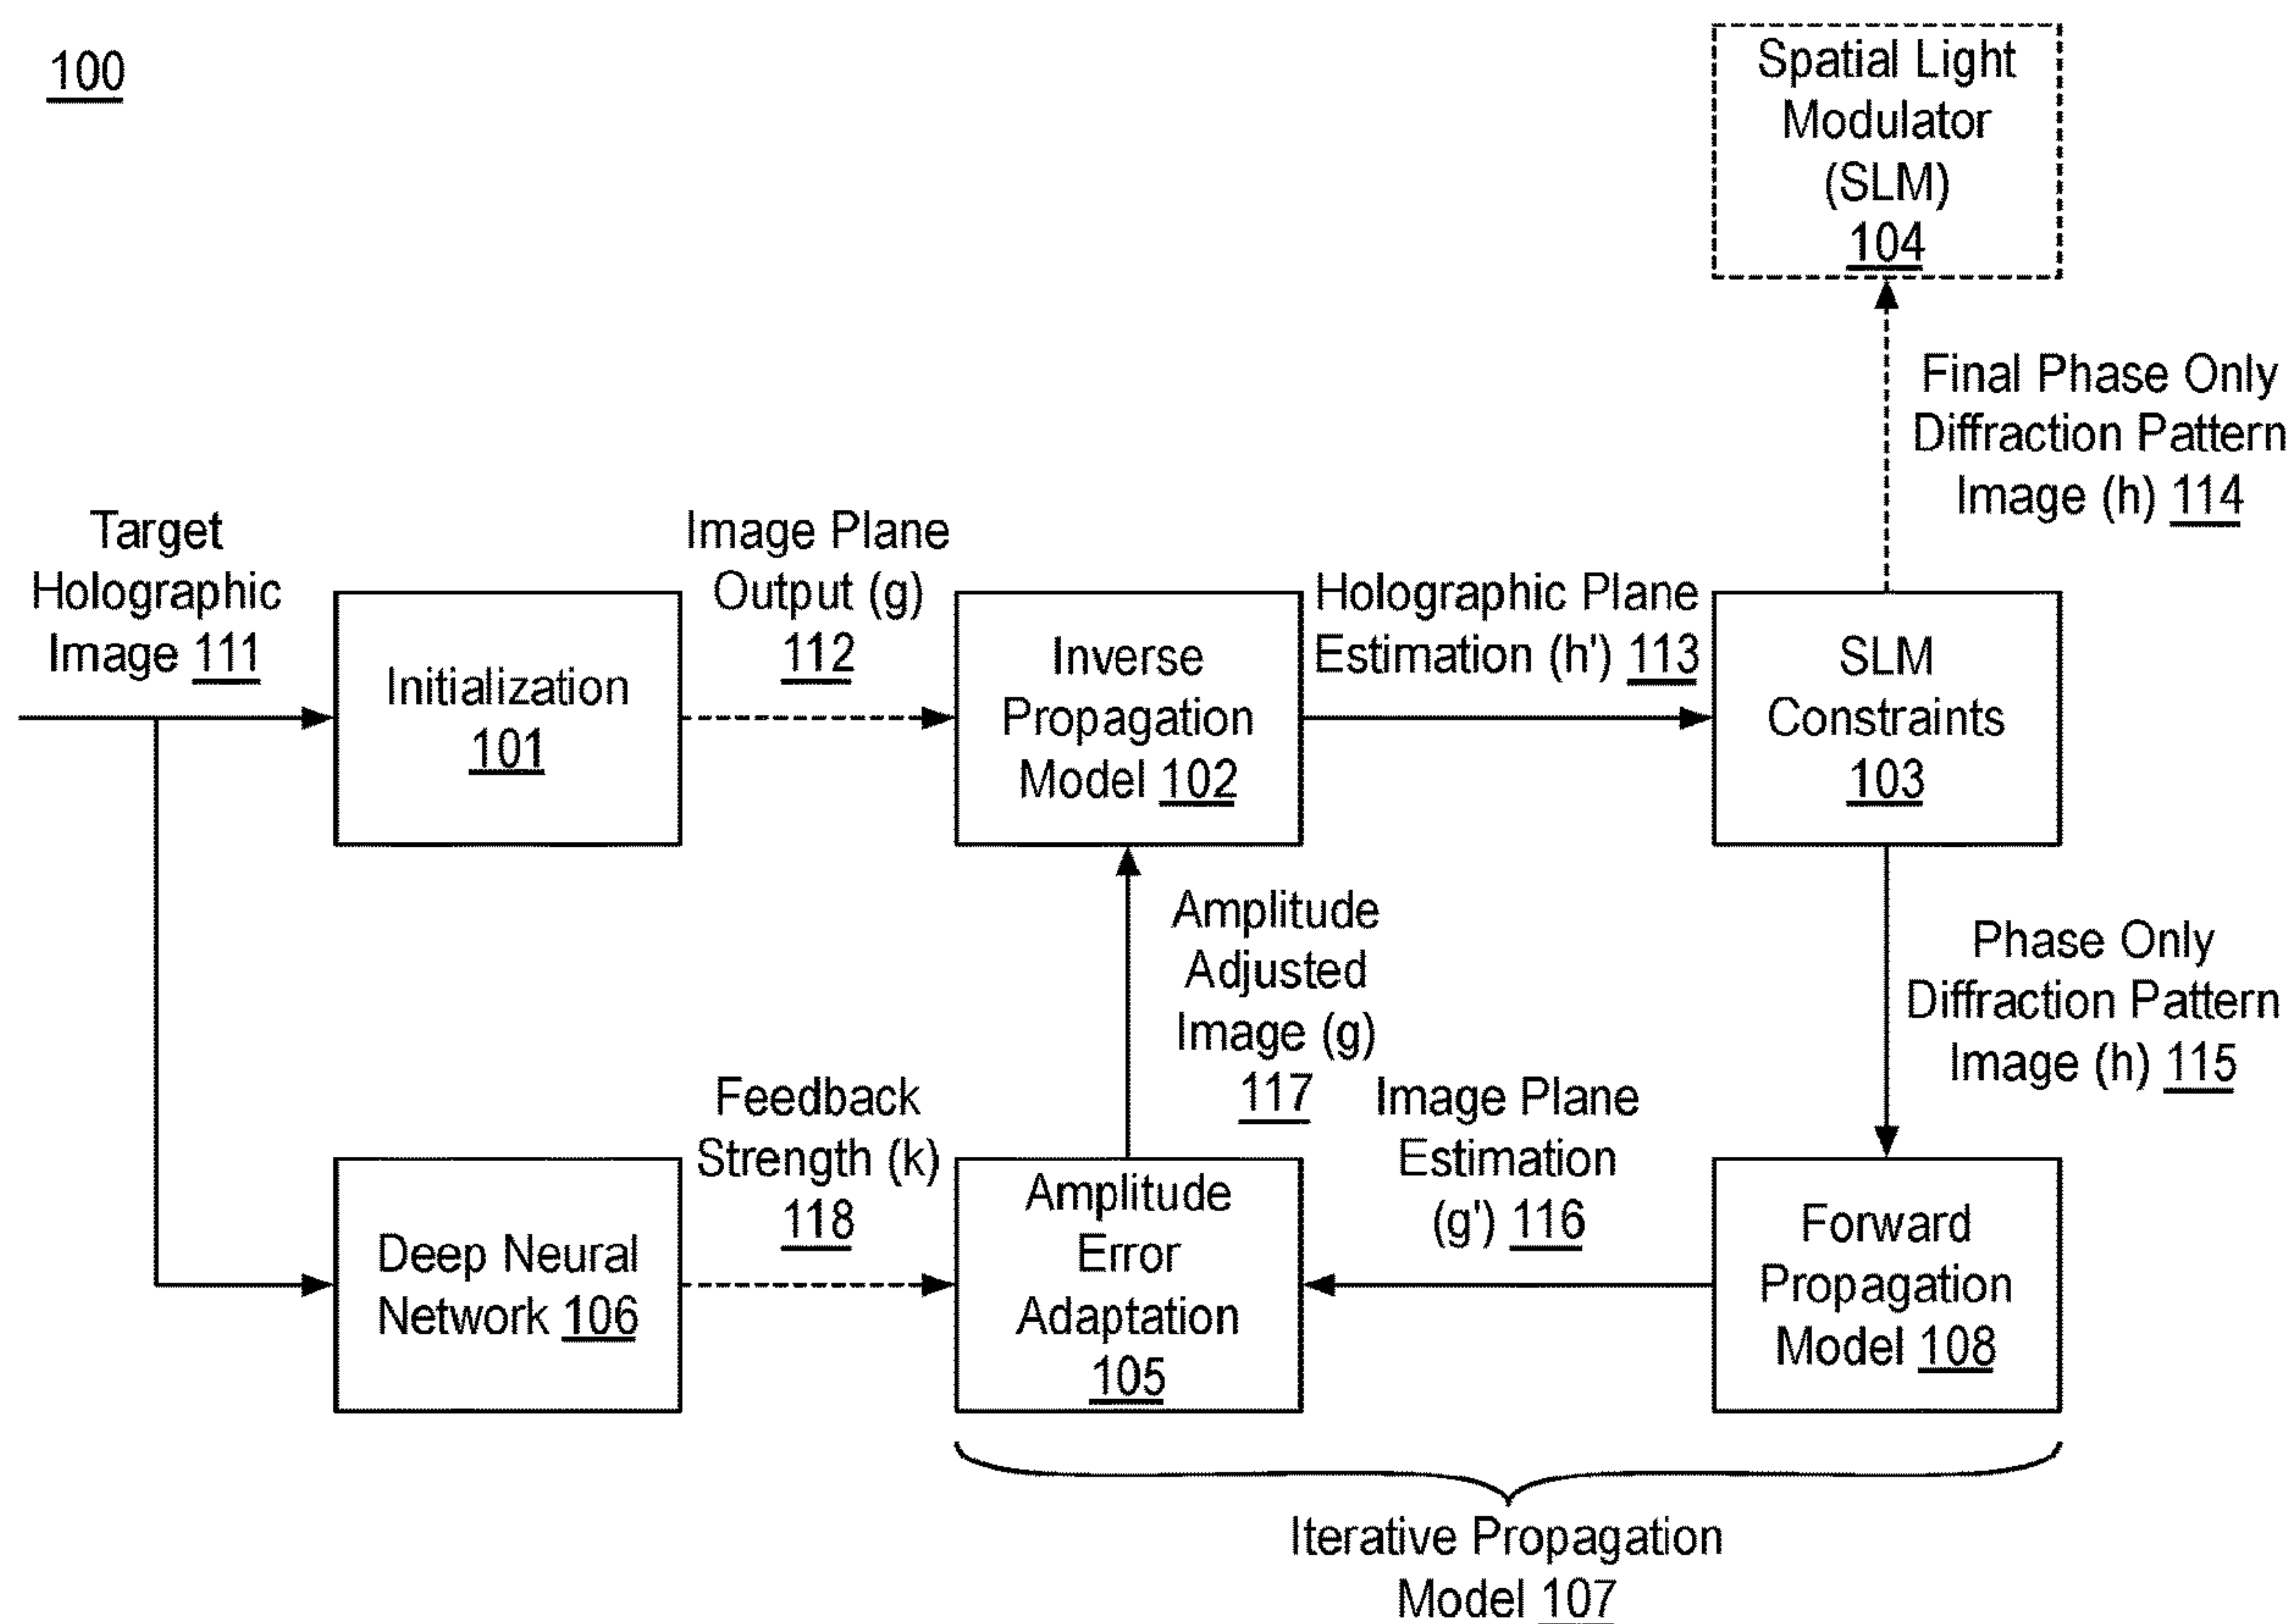 100
Spatial Light
Modulator
(SLM)
104
Final Phase Only
Diffraction Pattern
Image (h) 114
Target
Holographic
Image 111
Initialization
101
Image Plane
Output (g)
112
Inverse
Propagation
Model 102
Holographic Plane
Estimation (h') 113
SLM
Constraints
103
Amplitude
Adjusted
Image (g)
117
Phase Only
Diffraction Pattern
Image (h) 115
Deep Neural
Network 106
Feedback
Strength (k)
118
Amplitude
Error
Adaptation
105
Image Plane
Estimation
(g') 116
Forward
Propagation
Model 108
Iterative Propagation
Model 107